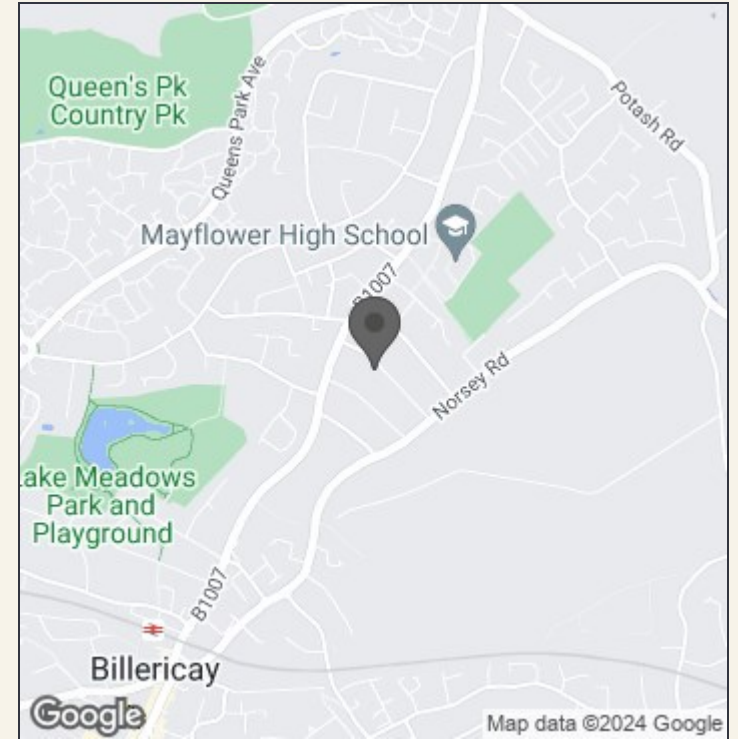 Queen's Pk
Country Pk
Queens Park Ave
Potash Rd
Mayflower High School
B1007
Norsey Rd
Lake Meadows
Park and
Playground
B1007
Billericay
Google
Map data ©2024 Google